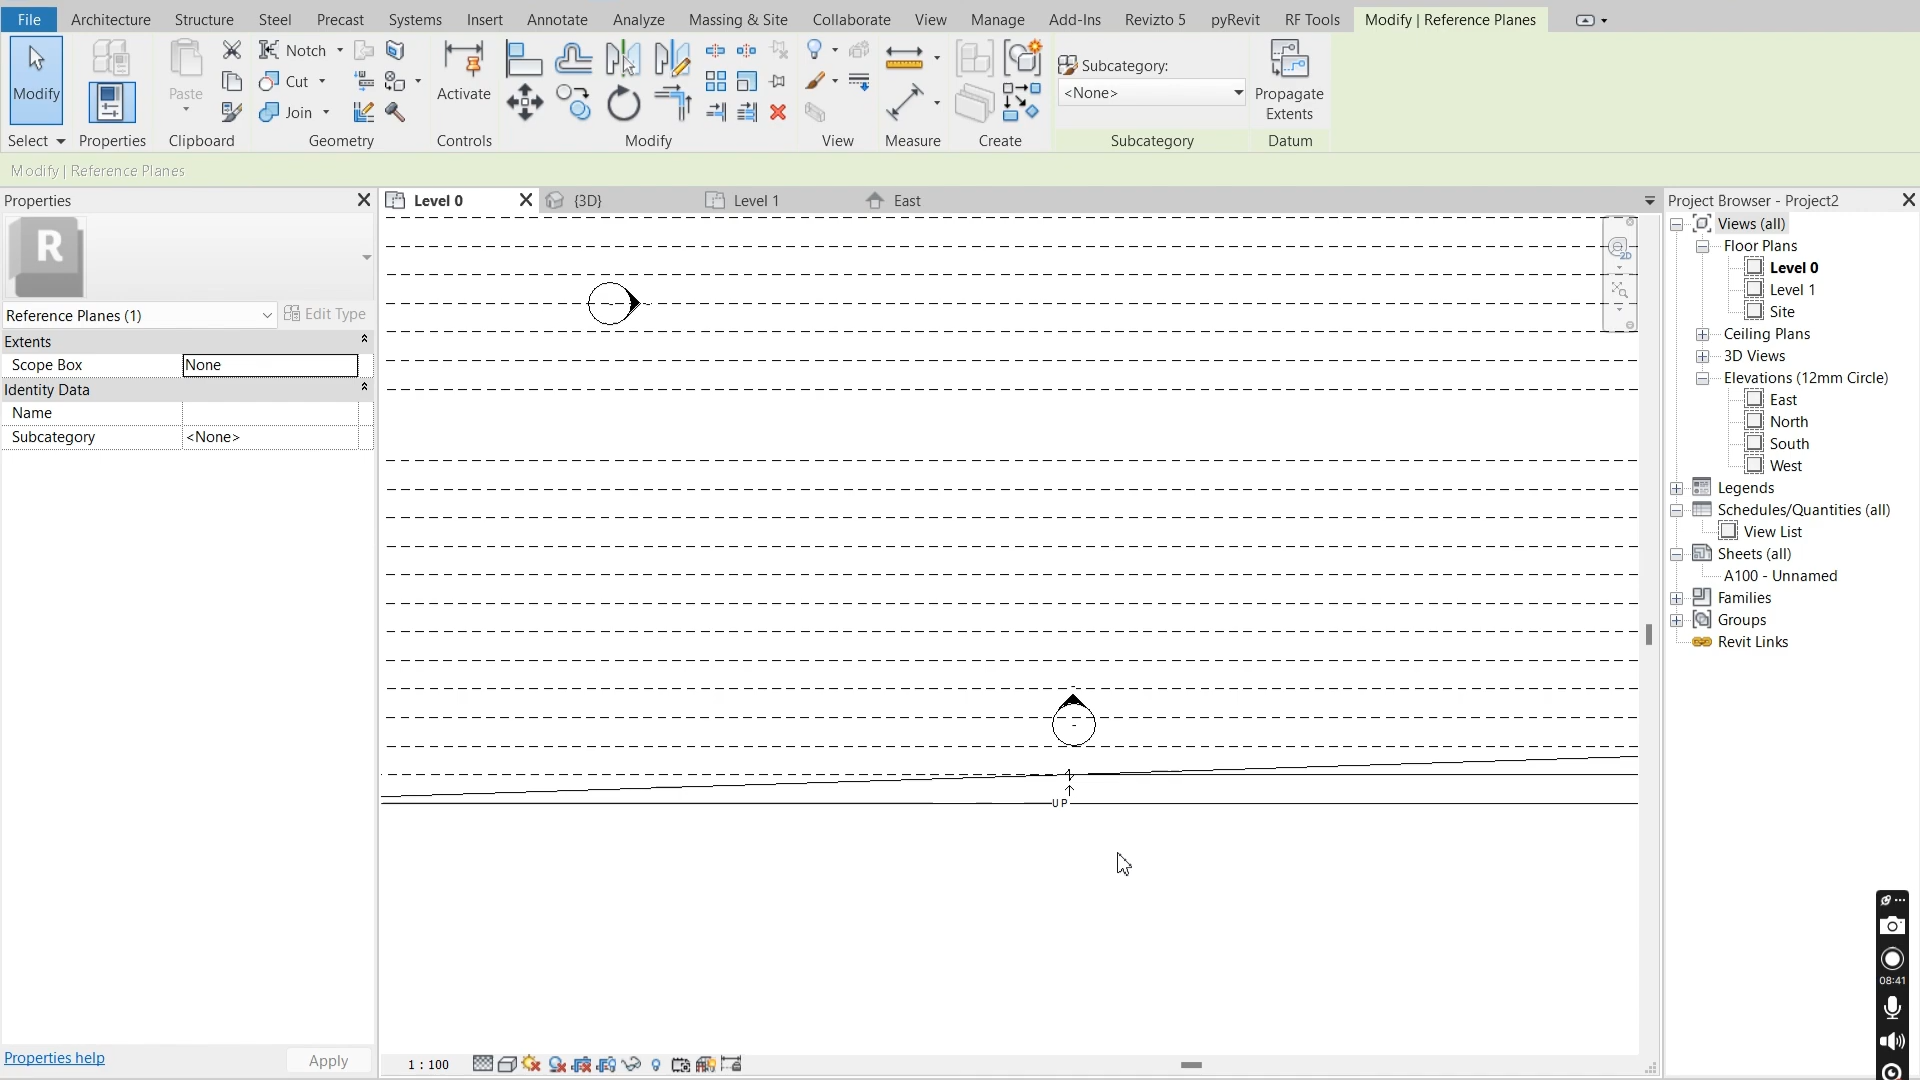 File Architecture Structure Steel Precast Systems Insert Annotate Analyze Massing & Site Collaborate View Manage Add-Ins Revizto 5 pyRevit RF Tools Modify | Reference Planes
Modify
Paste
Notch
Cut
Join
Activate
Subcategory:
<None>
Propagate
Extents
Select Properties Clipboard Geometry Controls Modify View Measure Create Subcategory Datum
Modify | Reference Planes
Properties
R
Reference Planes (1)
Edit Type
Extents
Scope Box None
Identity Data
Name
Subcategory <None>
Properties help
Apply
Level 0
{3D}
Level 1
East
2D
UP
1 : 100
Project Browser - Project2
Views (all)
Floor Plans
Level 0
Level 1
Site
Ceiling Plans
3D Views
Elevations (12mm Circle)
East
North
South
West
Legends
Schedules/Quantities (all)
View List
Sheets (all)
A100 - Unnamed
Families
Groups
Revit Links
08:41